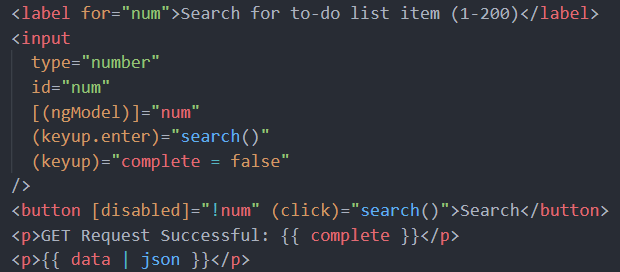 <label for="num">Search for to-do list item (1-200)</label>
<input
  type="number"
  id="num"
  [(ngModel)]="num"
  (keyup.enter)="search()"
  (keyup)="complete = false"
/>
<button [disabled]="!num" (click)="search()">Search</button>
<p>GET Request Successful: {{ complete }}</p>
<p>{{ data | json }}</p>